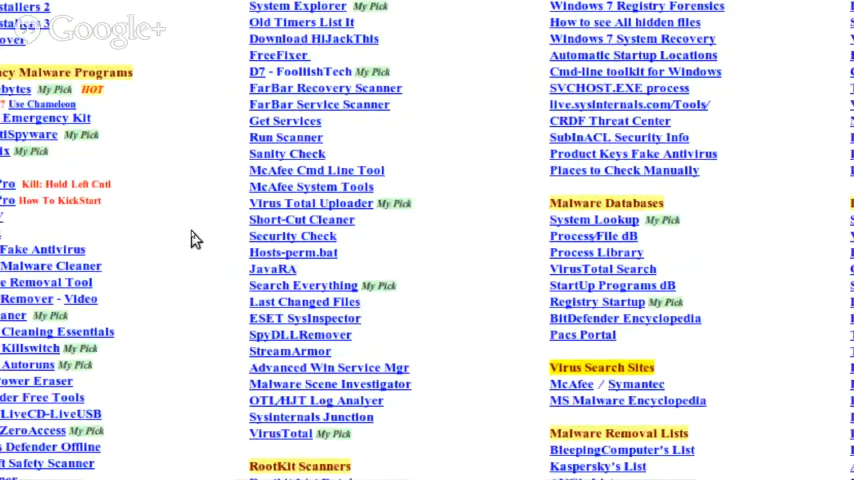 stallers 2
stallers 3
over
Google+
cy Malware Programs
bytes My Pick HOT
? Use Chameleon
Emergency Kit
tiSpyware My Pick
ix My Pick
Pro Kill: Hold Left Cntl
Pro How To KickStart
Fake Antivirus
Malware Cleaner
e Removal Tool
Remover - Video
aner My Pick
Cleaning Essentials
Killswitch My Pick
Autoruns My Pick
ower Eraser
der Free Tools
LiveCD-LiveUSB
ZeroAccess My Pick
s Defender Offline
ft Safety Scanner
System Explorer My Pick
Old Timers List It
Download HiJackThis
FreeFixer
D7 - FooliishTech My Pick
FarBar Recovery Scanner
FarBar Service Scanner
Get Services
Run Scanner
Sanity Check
McAfee Cmd Line Tool
McAfee System Tools
Virus Total Uploader My Pick
Short-Cut Cleaner
Security Check
Hosts-perm.bat
JavaRA
Search Everything My Pick
Last Changed Files
ESET SysInspector
SpyDLLRemover
StreamArmor
Advanced Win Service Mgr
Malware Scene Investigator
OTL/HJT Log Analyer
Sysinternals Junction
VirusTotal My Pick
RootKit Scanners
Windows 7 Registry Forensics
How to see All hidden files
Windows 7 System Recovery
Automatic Startup Locations
Cmd-line toolkit for Windows
SVCHOST.EXE process
live.sysinternals.com/Tools/
CRDF Threat Center
SubInACL Security Info
Product Keys Fake Antivirus
Places to Check Manually
Malware Databases
System Lookup My Pick
Process/File dB
Process Library
VirusTotal Search
StartUp Programs dB
Registry Startup My Pick
BitDefender Encyclopedia
Pacs Portal
Virus Search Sites
McAfee / Symantec
MS Malware Encyclopedia
Malware Removal Lists
BleepingComputer's List
Kaspersky's List